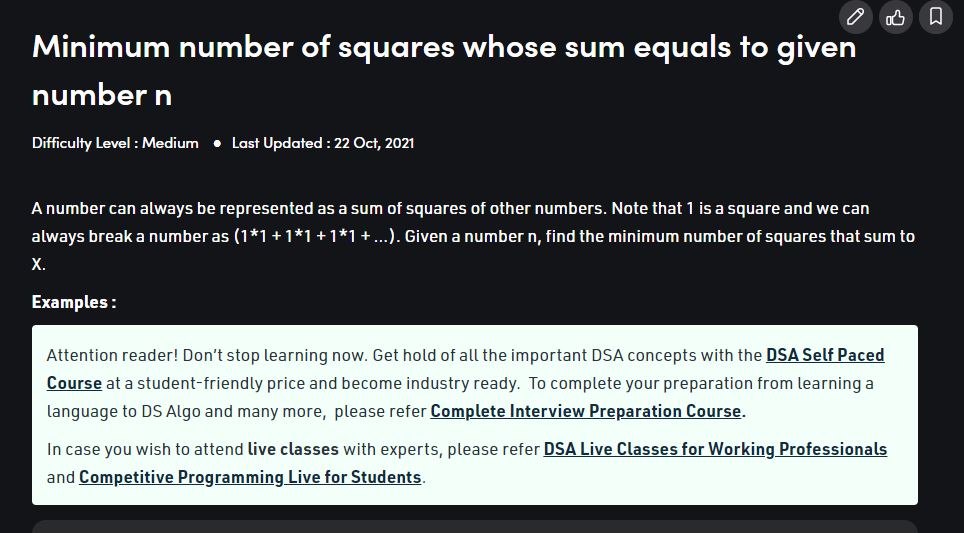 Minimum number of squares whose sum equals to given
number n
Difficulty Level : Medium ● Last Updated : 22 Oct, 2021
A number can always be represented as a sum of squares of other numbers. Note that 1 is a square and we can
always break a number as (1*1 + 1*1 + 1*1 + …). Given a number n, find the minimum number of squares that sum to
X.
Examples :
Attention reader! Don’t stop learning now. Get hold of all the important DSA concepts with the DSA Self Paced
Course at a student-friendly price and become industry ready.  To complete your preparation from learning a
language to DS Algo and many more,  please refer Complete Interview Preparation Course.
In case you wish to attend live classes with experts, please refer DSA Live Classes for Working Professionals
and Competitive Programming Live for Students.